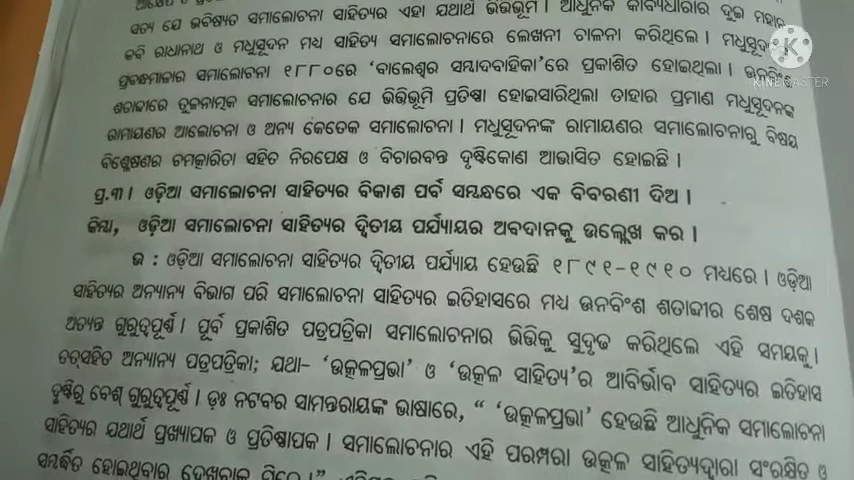 ସତ୍ୟ ଯେ ଭବିଷ୍ୟତ ସମାଲୋଚନା ସାହିତ୍ୟର ଏହା ଯଥାର୍ଥ ଭିତ୍ତିଭୂମି । ଆଧୁନିକ କାବ୍ୟଧାରାର ଦୁଇ ମହାନ
କବି ରାଧାନାଥ ଓ ମଧୁସୂଦନ ମଧ୍ୟ ସାହିତ୍ୟ ସମାଲୋଚନାରେ ଲେଖନୀ ଚାଳନା କରିଥିଲେ ।
ପ୍ରବନ୍ଧମାଳାର ସମାଲୋଚନା ୧୮୮୦ରେ 'ବାଲେଶ୍ୱର ସମ୍ବାଦବାହିକା'ରେ ପ୍ରକାଶିତ ହୋଇଥିଲା । ଊନବିଂଶ
ଶତାବ୍ଦୀରେ ତୁଳନାତ୍ମକ ସମାଲୋଚନାର ଯେ ଭିତ୍ତିଭୂମି ପ୍ରତିଷ୍ଠା ହୋଇସାରିଥିଲା ତାହାର ପ୍ରମାଣ ମଧୁସୂଦନଙ୍କ
ରାମାୟଣର ଆଲୋଚନା ଓ ଅନ୍ୟ କେତେକ ସମାଲୋଚନା । ମଧୁସୂଦନଙ୍କ ରାମାୟଣର ସମାଲୋଚନାରୁ ବିଷୟ
ବିଶ୍ଳେଷଣର ଚମତ୍କାରିତା ସହିତ ନିରପେକ୍ଷ ଓ ବିଚାରବନ୍ତ ଦୃଷ୍ଟିକୋଣ ଆଭାସିତ ହୋଇଛି ।
ପ୍ର.୩ । ଓଡ଼ିଆ ସମାଲୋଚନା ସାହିତ୍ୟର ବିକାଶ ପର୍ବ ସମ୍ବନ୍ଧରେ ଏକ ବିବରଣୀ ଦିଅ ।
କିମ୍ବା, ଓଡ଼ିଆ ସମାଲୋଚନା ସାହିତ୍ୟର ଦ୍ୱିତୀୟ ପର୍ଯ୍ୟାୟର ଅବଦାନକୁ ଉଲ୍ଲେଖ କର ।
ଉ : ଓଡ଼ିଆ ସମାଲୋଚନା ସାହିତ୍ୟର ଦ୍ୱିତୀୟ ପର୍ଯ୍ୟାୟ ହେଉଛି ୧୮୯୧-୧୯୧୦ ମଧ୍ୟରେ । ଓଡ଼ିଆ
ସାହିତ୍ୟର ଅନ୍ୟାନ୍ୟ ବିଭାଗ ପରି ସମାଲୋଚନା ସାହିତ୍ୟର ଇତିହାସରେ ମଧ୍ୟ ଊନବିଂଶ ଶତାବ୍ଦୀର ଶେଷ ଦଶକ
ଅତ୍ୟନ୍ତ ଗୁରୁତ୍ୱପୂର୍ଣ୍ଣ । ପୂର୍ବ ପ୍ରକାଶିତ ପତ୍ରପତ୍ରିକା ସମାଲୋଚନାର ଭିତ୍ତିକୁ ସୁଦୃଢ କରିଥିଲେ ଏହି ସମୟକୁ ।
ତତ୍‌ସହିତ ଅନ୍ୟାନ୍ୟ ପତ୍ରପତ୍ରିକା; ଯଥା- 'ଉତ୍କଳପ୍ରଭା' ଓ 'ଉତ୍କଳ ସାହିତ୍ୟ'ର ଆବିର୍ଭାବ ସାହିତ୍ୟର ଇତିହାସ
ଦୃଷ୍ଟିରୁ ବେଶ୍ ଗୁରୁତ୍ୱପୂର୍ଣ୍ଣ । ଡ଼ଃ ନଟବର ସାମନ୍ତରାୟଙ୍କ ଭାଷାରେ, " 'ଉତ୍କଳପ୍ରଭା' ହେଉଛି ଆଧୁନିକ ସମାଲୋଚନା
ସାହିତ୍ୟର ଯଥାର୍ଥ ପ୍ରଖ୍ୟାପକ ଓ ପ୍ରତିଷ୍ଠାପକ । ସମାଲୋଚନାର ଏହି ପରମ୍ପରା ଉତ୍କଳ ସାହିତ୍ୟଦ୍ୱାରା ସଂରକ୍ଷିତ ଓ
ସମ୍ବର୍ଦ୍ଧିତ ହୋଇଥିବାର
KINEMASTER